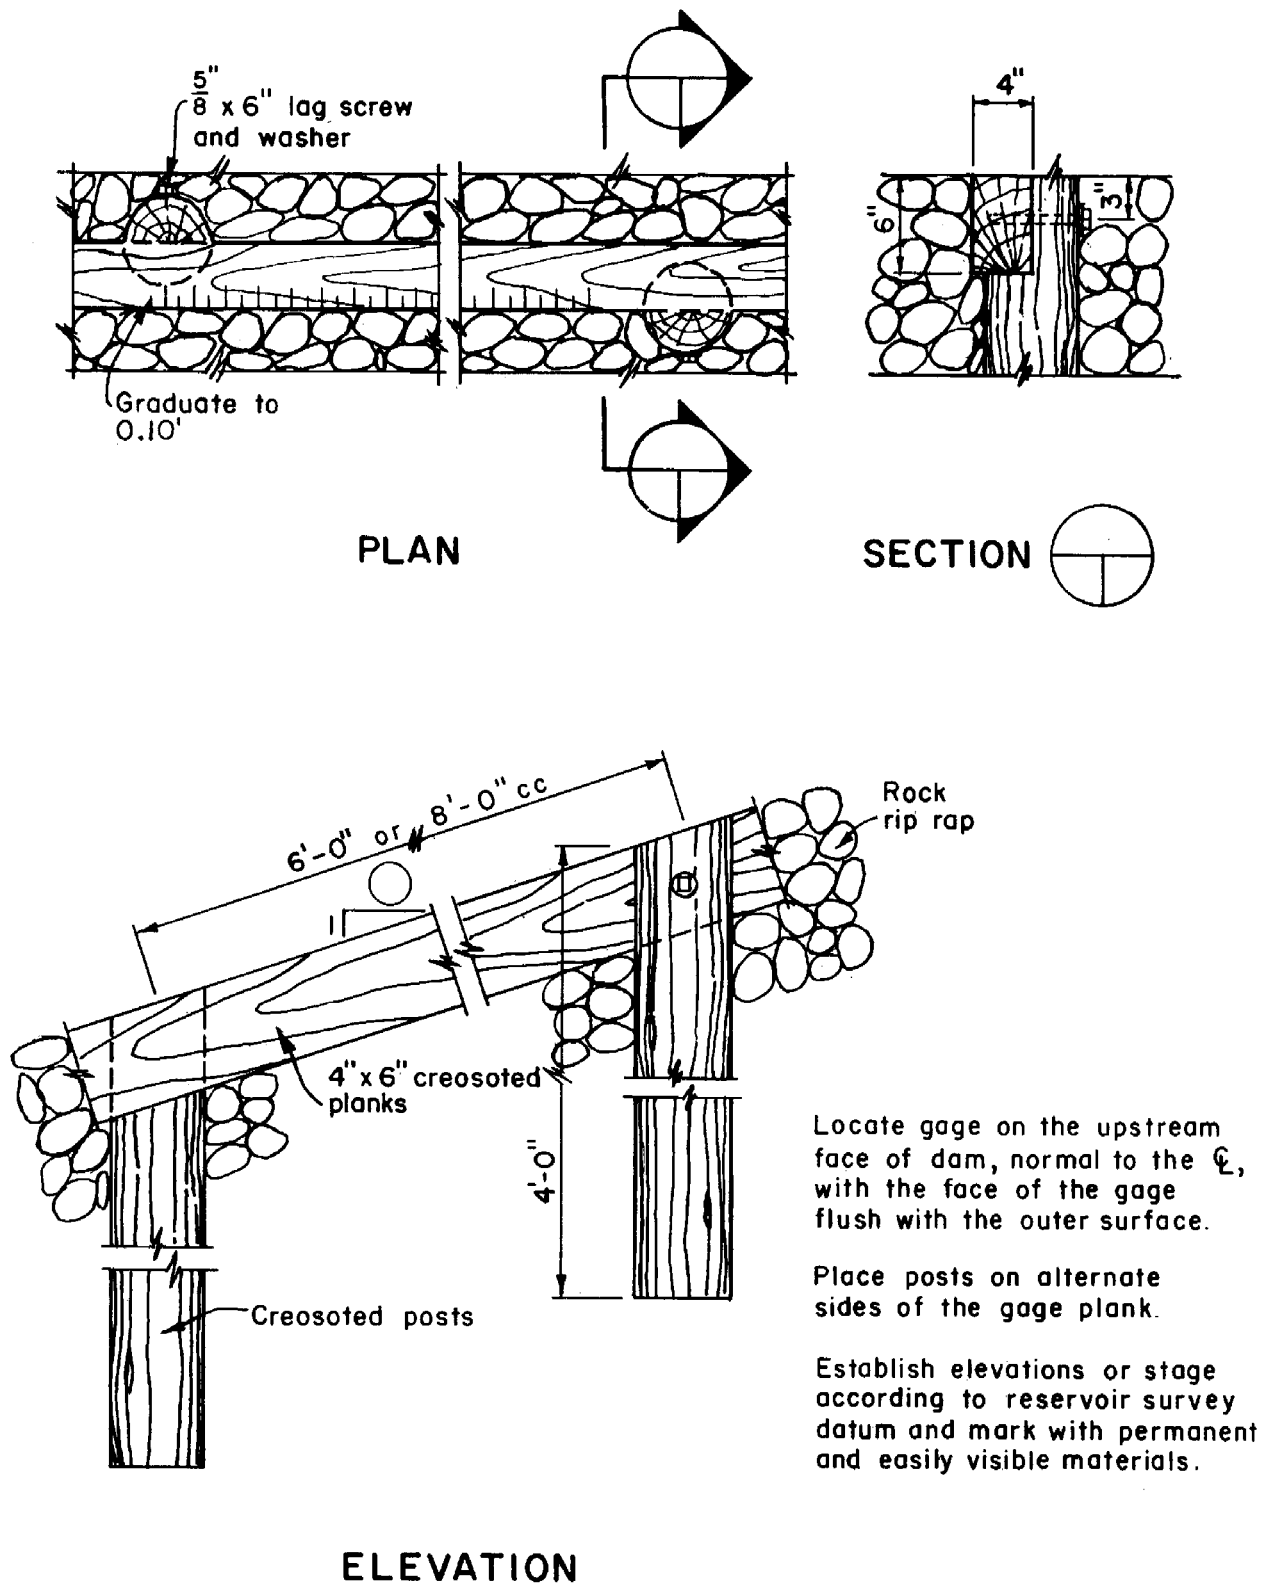 5"
8 x 6" lag screw
and washer
Graduate to
0.10'
PLAN
4"
6"
3"
SECTION
6'-0" or 8'-0" cc
1
Rock
rip rap
4" x 6" creosoted
planks
4'-0"
Creosoted posts
Locate gage on the upstream
face of dam, normal to the ℄,
with the face of the gage
flush with the outer surface.
Place posts on alternate
sides of the gage plank.
Establish elevations or stage
according to reservoir survey
datum and mark with permanent
and easily visible materials.
ELEVATION